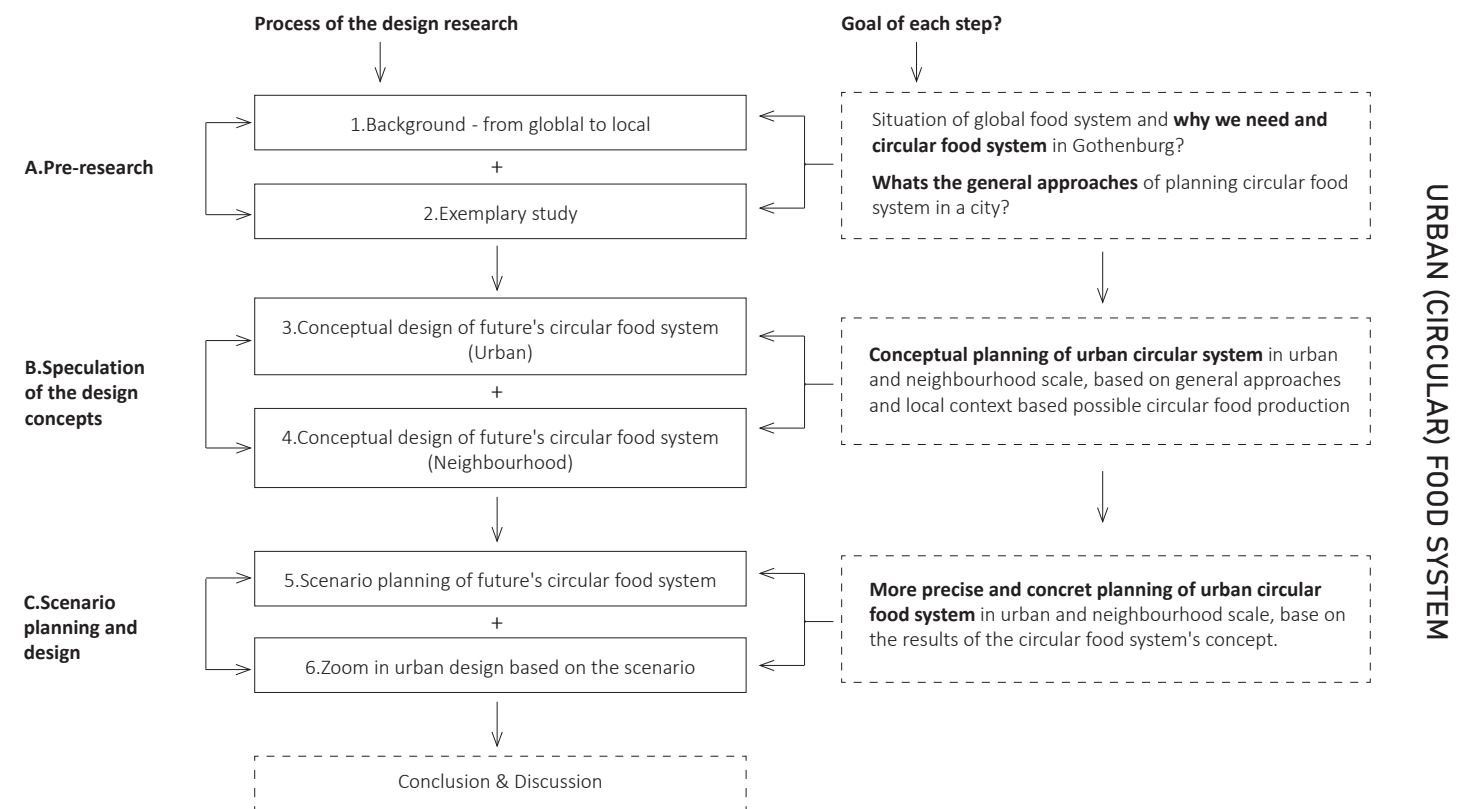 Process of the design research
Goal of each step?
A.Pre-research
1.Background - from globlal to local
+
2.Exemplary study
Situation of global food system and why we need and
circular food system in Gothenburg?
Whats the general approaches of planning circular food
system in a city?
B.Speculation
of the design
concepts
3.Conceptual design of future's circular food system
(Urban)
+
4.Conceptual design of future's circular food system
(Neighbourhood)
Conceptual planning of urban circular system in urban
and neighbourhood scale, based on general approaches
and local context based possible circular food production
C.Scenario
planning and
design
5.Scenario planning of future's circular food system
+
6.Zoom in urban design based on the scenario
More precise and concret planning of urban circular
food system in urban and neighbourhood scale, base on
the results of the circular food system's concept.
Conclusion & Discussion
URBAN (CIRCULAR) FOOD SYSTEM